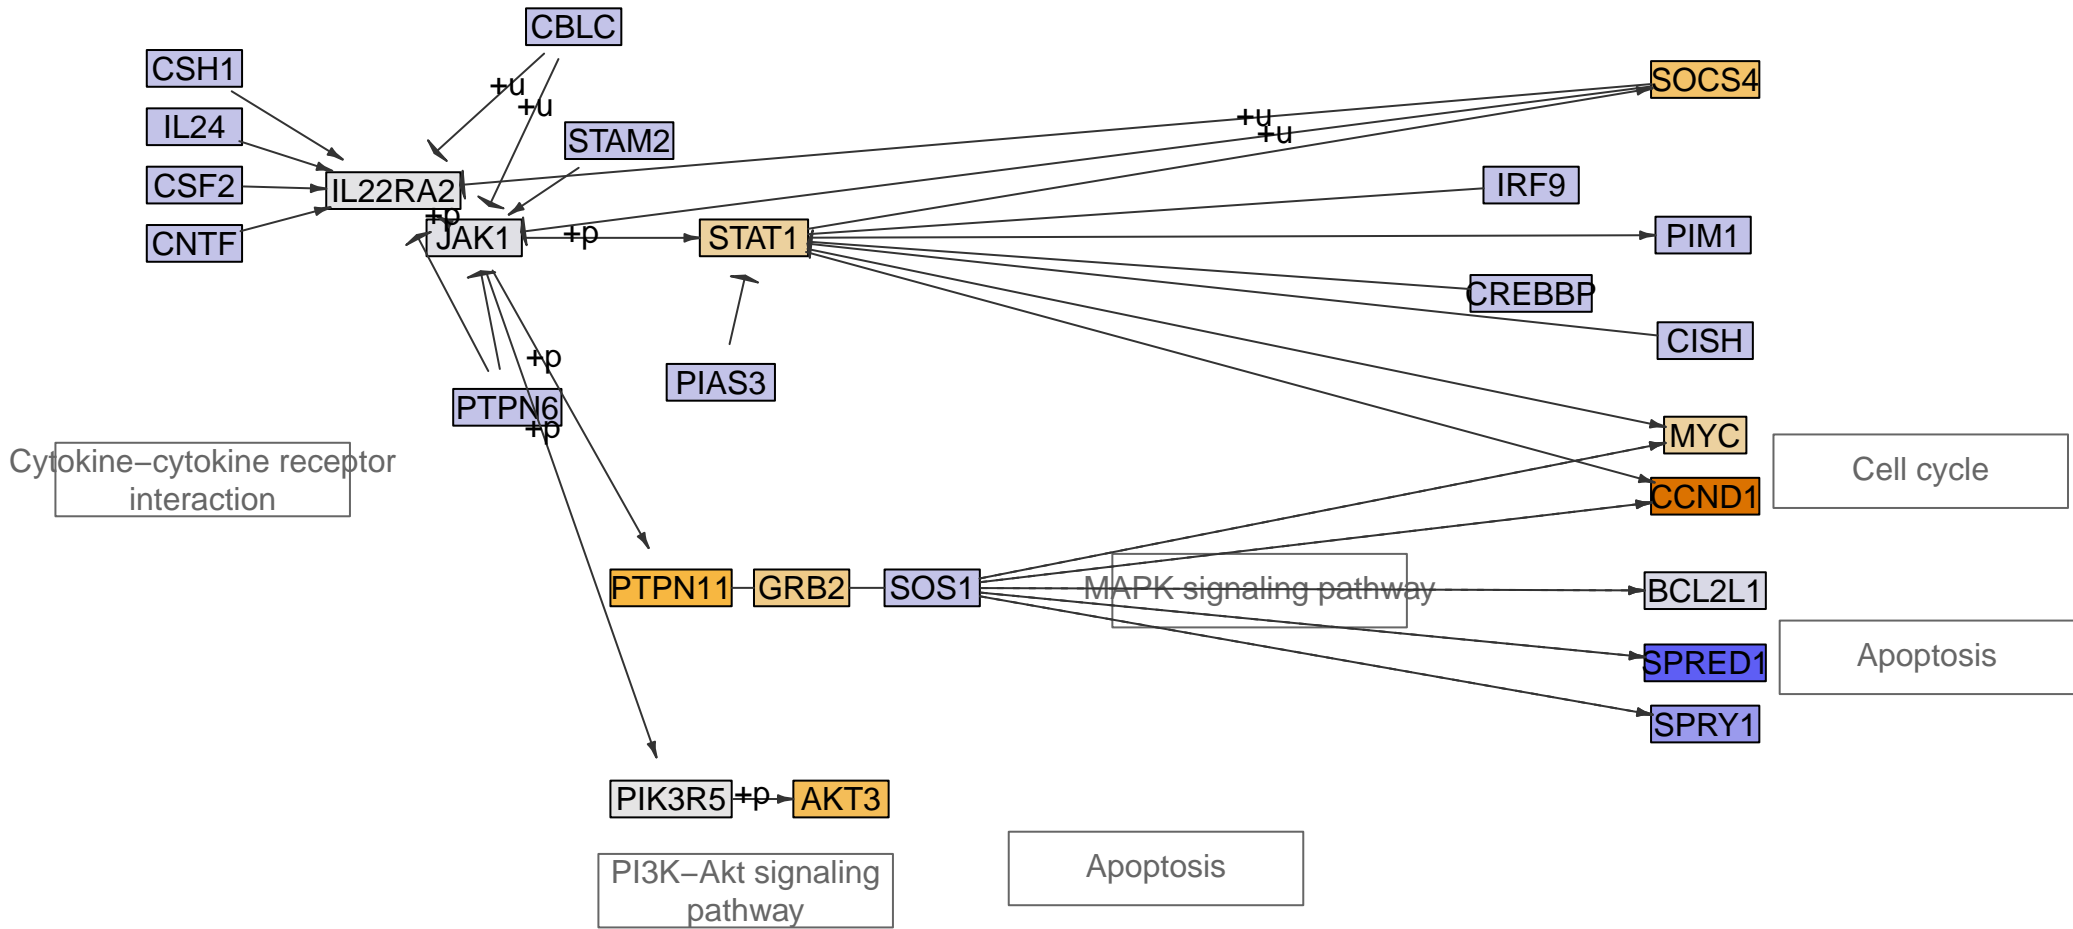 CBLC
CSH1
+u
SOCS4
+u
+u
IL24
+u
STAM2
CSF2
IL22RA2
IRF9
+p
CNTF
JAK1
+p
STAT1
PIM1
CREBBP
CISH
+p
PIAS3
PTPN6
+p
MYC
Cytokine−cytokine receptor
interaction
Cell cycle
CCND1
PTPN11
GRB2
SOS1
MAPK signaling pathway
BCL2L1
SPRED1
Apoptosis
SPRY1
PIK3R5
+p
AKT3
PI3K−Akt signaling
pathway
Apoptosis